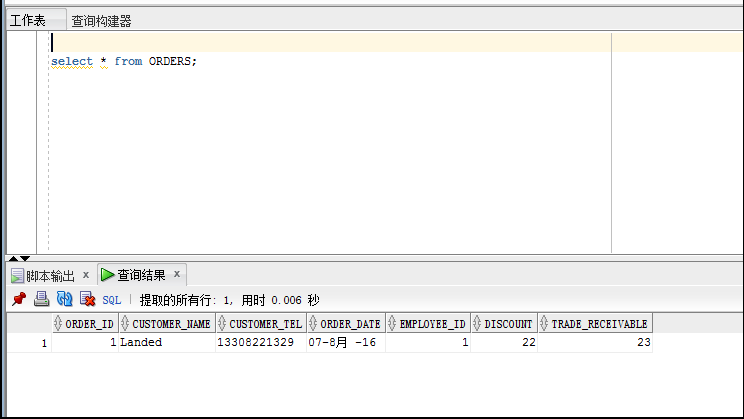 工作表 查询构建器
select * from ORDERS;
脚本输出 x 查询结果 x
SQL | 提取的所有行: 1, 用时 0.006 秒
ORDER_ID CUSTOMER_NAME CUSTOMER_TEL ORDER_DATE EMPLOYEE_ID DISCOUNT TRADE_RECEIVABLE
1 1 Landed 13308221329 07-8月 -16 1 22 23